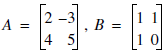 A = [2 -3
4 5], B = [1 1
1 0]